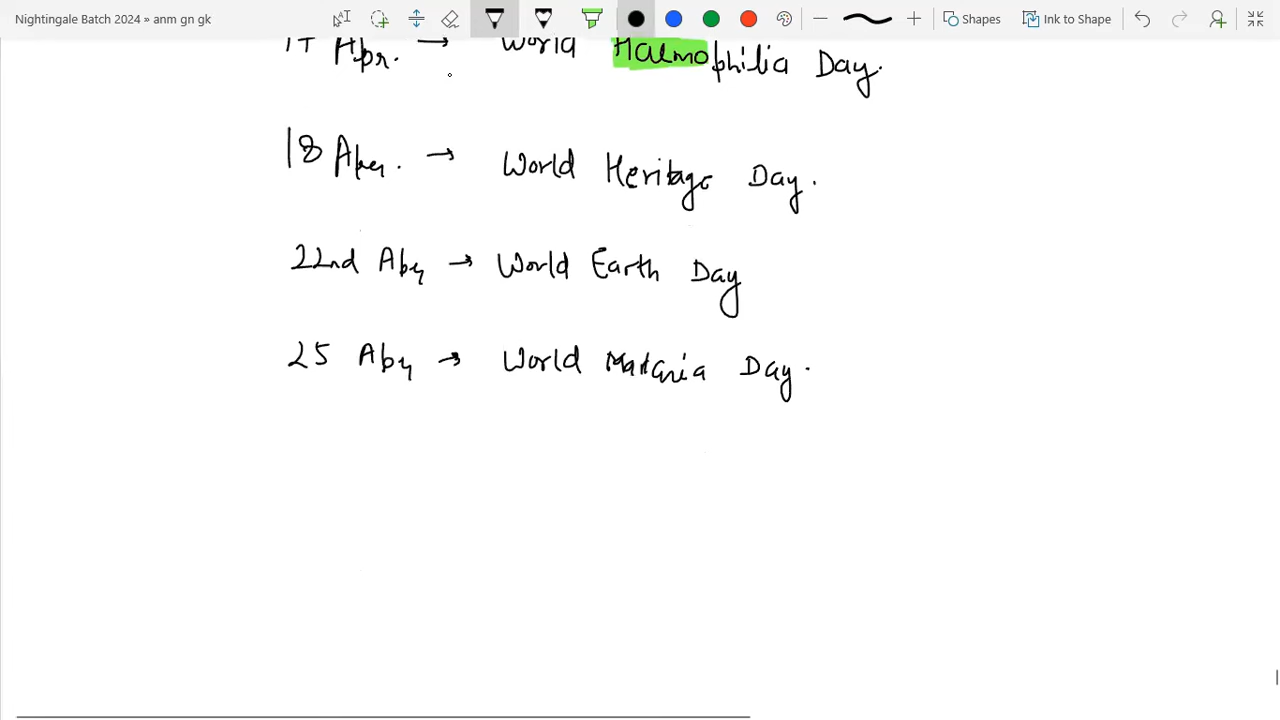 Nightingale Batch 2024 » anm gn gk
Shapes
Ink to Shape
17 Apr. → World Haemophilia Day.
18 Apr. → World Heritage Day.
22nd Apr → World Earth Day
25 Apr → World Malaria Day.